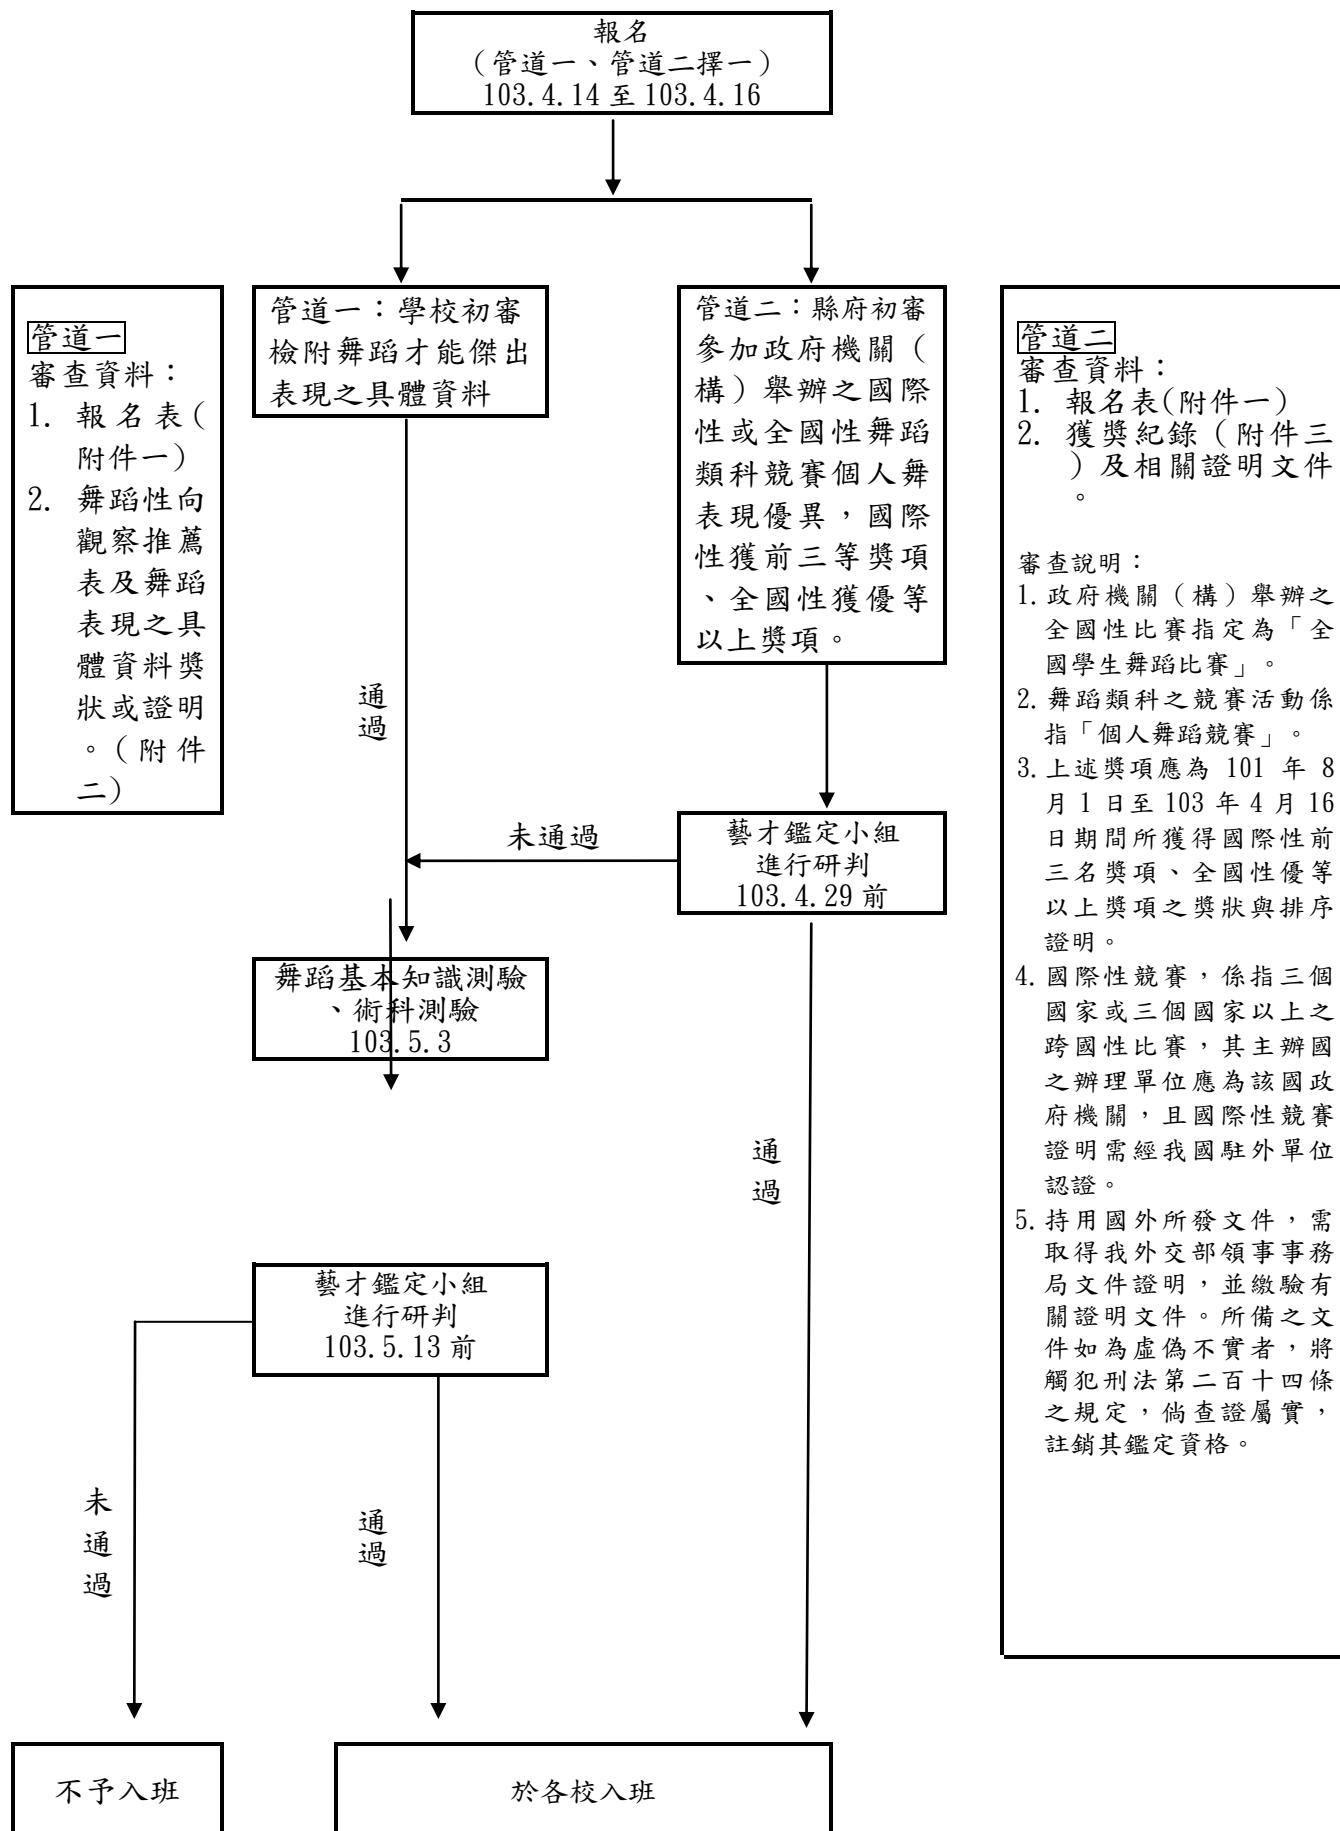 報名
（管道一、管道二擇一）
103.4.14 至 103.4.16
管道一
審查資料：
1. 報名表(
附件一)
2. 舞蹈性向
觀察推薦
表及舞蹈
表現之具
體資料獎
狀或證明
。(附件
二)
管道一：學校初審
檢附舞蹈才能傑出
表現之具體資料
管道二：縣府初審
參加政府機關（
構）舉辦之國際
性或全國性舞蹈
類科競賽個人舞
表現優異，國際
性獲前三等獎項
、全國性獲優等
以上獎項。
管道二
審查資料：
1. 報名表(附件一)
2. 獲獎紀錄（附件三
）及相關證明文件
。
審查說明：
1.政府機關（構）舉辦之
全國性比賽指定為「全
國學生舞蹈比賽」。
2.舞蹈類科之競賽活動係
指「個人舞蹈競賽」。
3.上述獎項應為 101 年 8
月 1 日至 103 年 4 月 16
日期間所獲得國際性前
三名獎項、全國性優等
以上獎項之獎狀與排序
證明。
4.國際性競賽，係指三個
國家或三個國家以上之
跨國性比賽，其主辦國
之辦理單位應為該國政
府機關，且國際性競賽
證明需經我國駐外單位
認證。
5.持用國外所發文件，需
取得我外交部領事事務
局文件證明，並繳驗有
關證明文件。所備之文
件如為虛偽不實者，將
觸犯刑法第二百十四條
之規定，倘查證屬實，
註銷其鑑定資格。
通
過
未通過
藝才鑑定小組
進行研判
103.4.29 前
舞蹈基本知識測驗
、術科測驗
103.5.3
通
過
藝才鑑定小組
進行研判
103.5.13 前
未
通
過
通
過
不予入班
於各校入班